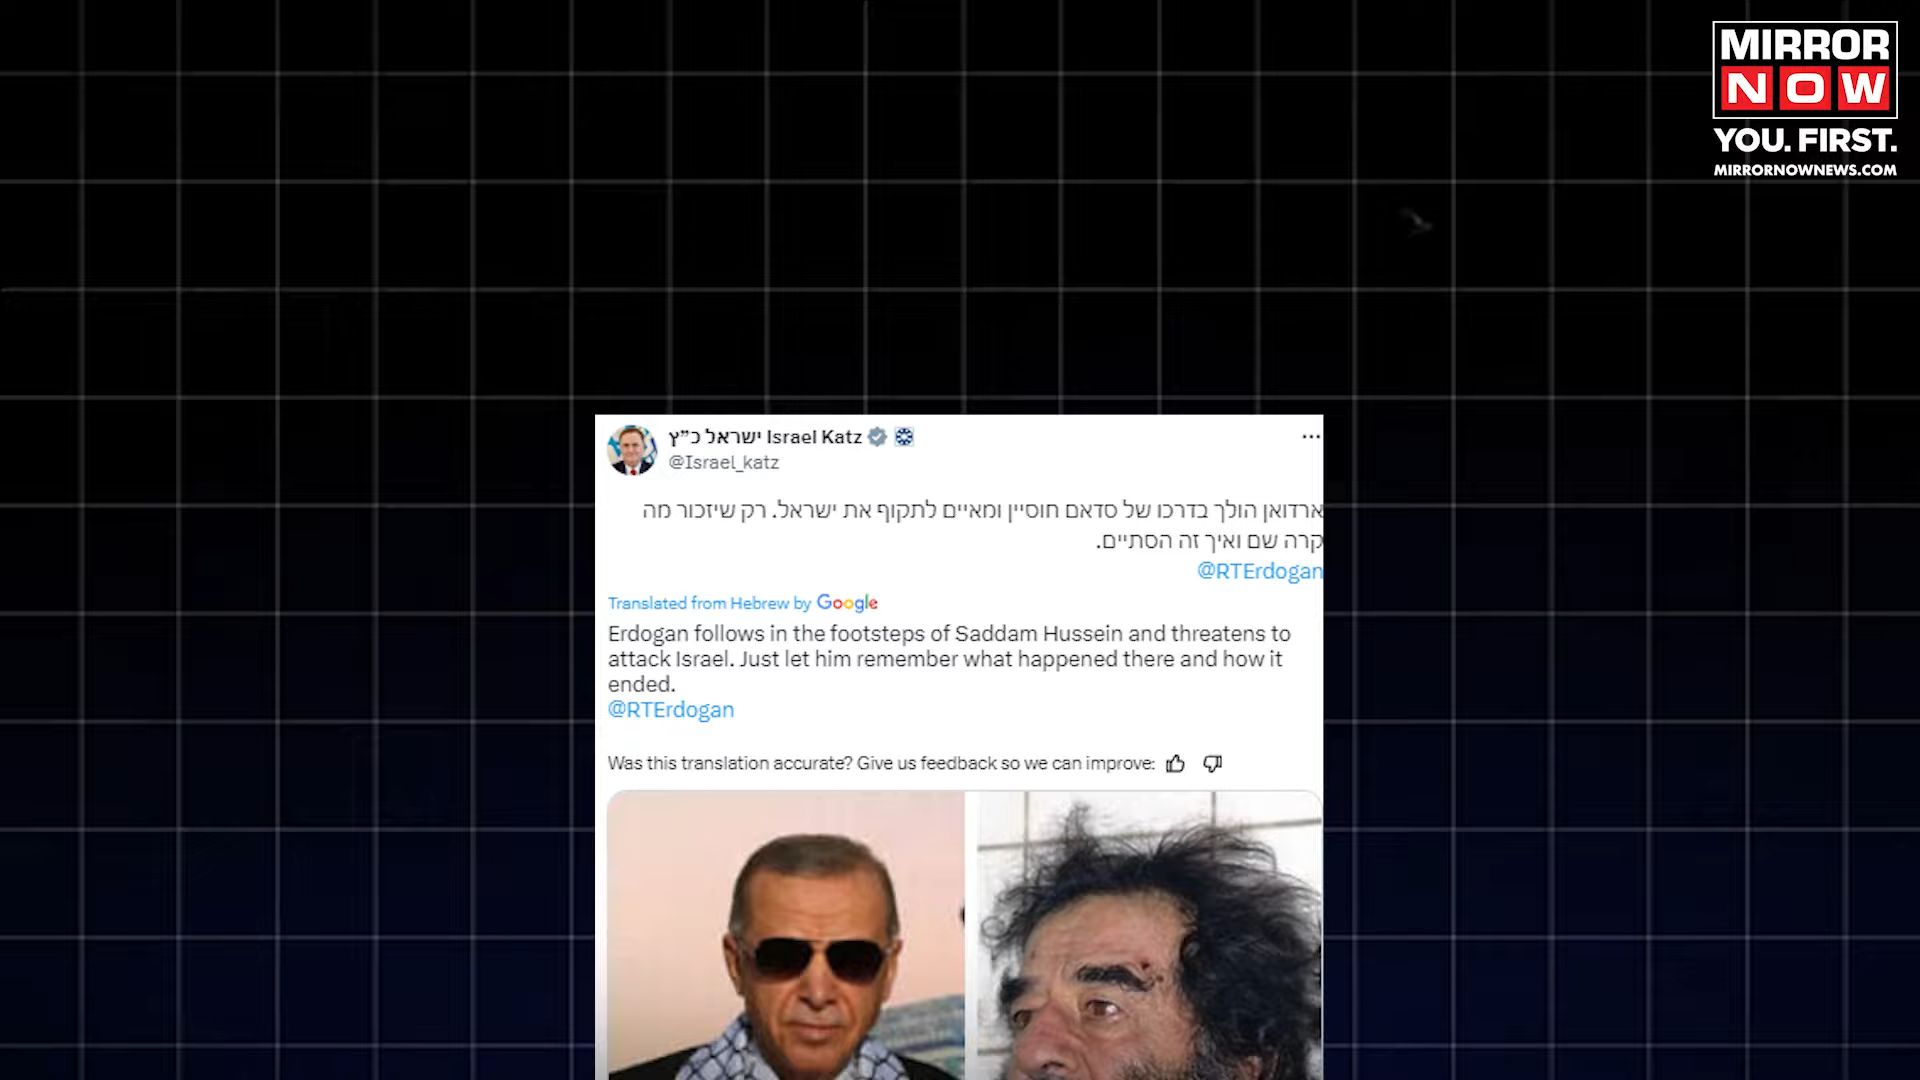 MIRROR
NOW
YOU. FIRST.
MIRRORNOWNEWS.COM
ישראל כ”ץ Israel Katz
@Israel_katz
ארדואן הולך בדרכו של סדאם חוסיין ומאיים לתקוף את ישראל. רק שיזכור מה
קרה שם ואיך זה הסתיים.
@RTErdogan
Translated from Hebrew by Google
Erdogan follows in the footsteps of Saddam Hussein and threatens to
attack Israel. Just let him remember what happened there and how it
ended.
@RTErdogan
Was this translation accurate? Give us feedback so we can improve: